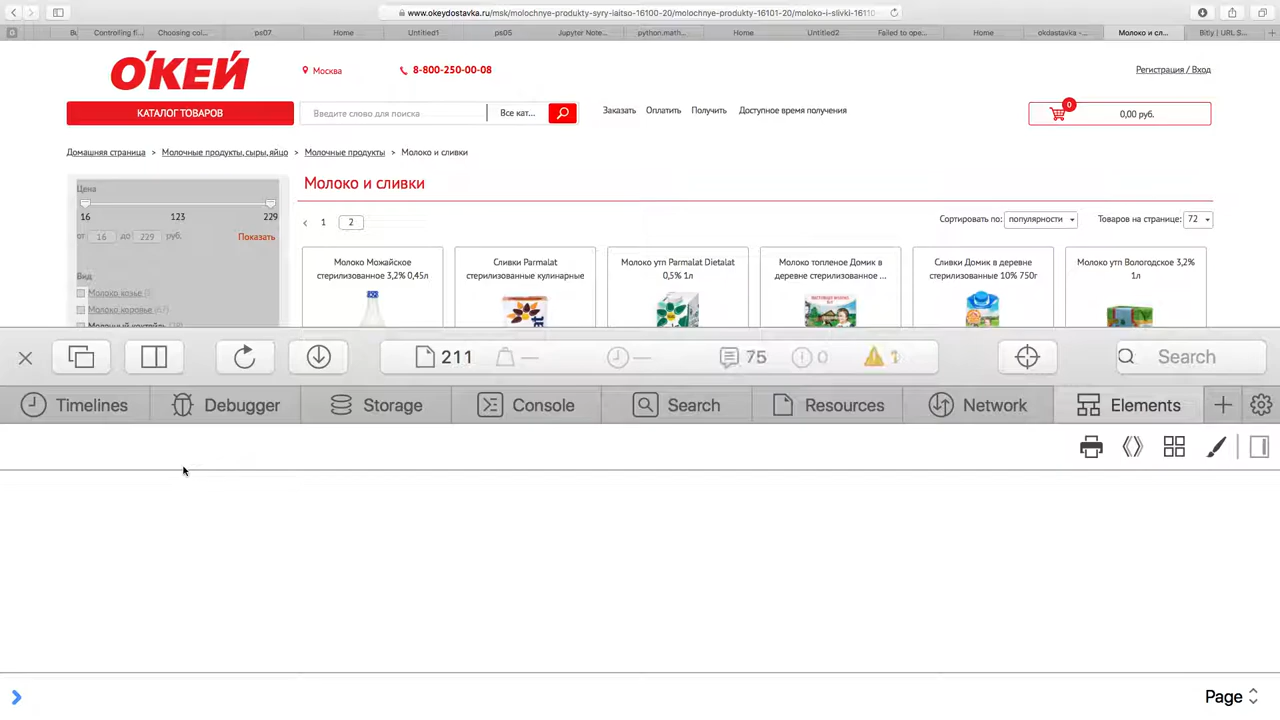 www.okeydostavka.ru/msk/molochnye-produkty-syry-iaitso-16100-20/molochnye-produkty-16101-20/moloko-i-slivki-16110-
Controlling fi...
Choosing col...
ps07
Home
Untitled1
ps05
Jupyter Note...
python.math...
Home
Untitled2
Failed to ope...
Home
okdostavka -...
Молоко и сл...
Bitly | URL S...
О'КЕЙ
Москва
8-800-250-00-08
Регистрация / Вход
КАТАЛОГ ТОВАРОВ
Введите слово для поиска
Все кат...
Заказать
Оплатить
Получить
Доступное время получения
0
0,00 руб.
Домашняя страница > Молочные продукты, сыры, яйцо > Молочные продукты > Молоко и сливки
Цена
16
123
229
от 16 до 229 руб.
Показать
Вид
Молоко козье
Молоко коровье (67)
Молочный коктейль
Молоко и сливки
1
2
Сортировать по: популярности
Товаров на странице: 72
Молоко Можайское
стерилизованное 3,2% 0,45л
Сливки Parmalat
стерилизованные кулинарные
Молоко утп Parmalat Dietalat
0,5% 1л
Молоко топленое Домик в
деревне стерилизованное ...
Сливки Домик в деревне
стерилизованные 10% 750г
Молоко утп Вологодское 3,2%
1л
211
75
0
1
Search
Timelines
Debugger
Storage
Console
Search
Resources
Network
Elements
Page